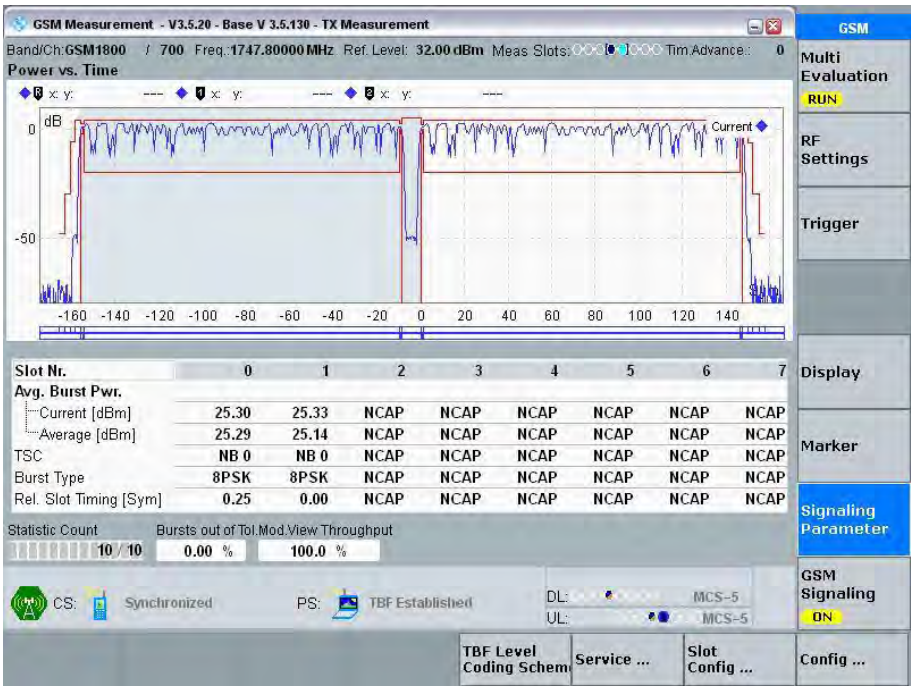 GSM Measurement - V3.5.20 - Base V 3.5.130 - TX Measurement
GSM
Band/Ch:GSM1800 / 700 Freq.:1747.80000 MHz Ref. Level: 32.00 dBm Meas Slots: Tim.Advance.: 0
Power vs. Time
Multi Evaluation
RUN
x: y: --- x: y: --- x: y: ---
dB
Current
0
-50
-160 -140 -120 -100 -80 -60 -40 -20 0 20 40 60 80 100 120 140
RF Settings
Trigger
Slot Nr. 0 1 2 3 4 5 6 7
Avg. Burst Pwr.
Current [dBm] 25.30 25.33 NCAP NCAP NCAP NCAP NCAP NCAP
Average [dBm] 25.29 25.14 NCAP NCAP NCAP NCAP NCAP NCAP
TSC NB 0 NB 0 NCAP NCAP NCAP NCAP NCAP NCAP
Burst Type 8PSK 8PSK NCAP NCAP NCAP NCAP NCAP NCAP
Rel. Slot Timing [Sym] 0.25 0.00 NCAP NCAP NCAP NCAP NCAP NCAP
Display
Marker
Signaling Parameter
Statistic Count Bursts out of Tol. Mod.View Throughput
10 / 10 0.00 % 100.0 %
CS: Synchronized PS: TBF Established
DL: MCS-5
UL: MCS-5
GSM Signaling
ON
TBF Level
Coding Schem
Service ...
Slot
Config ...
Config ...